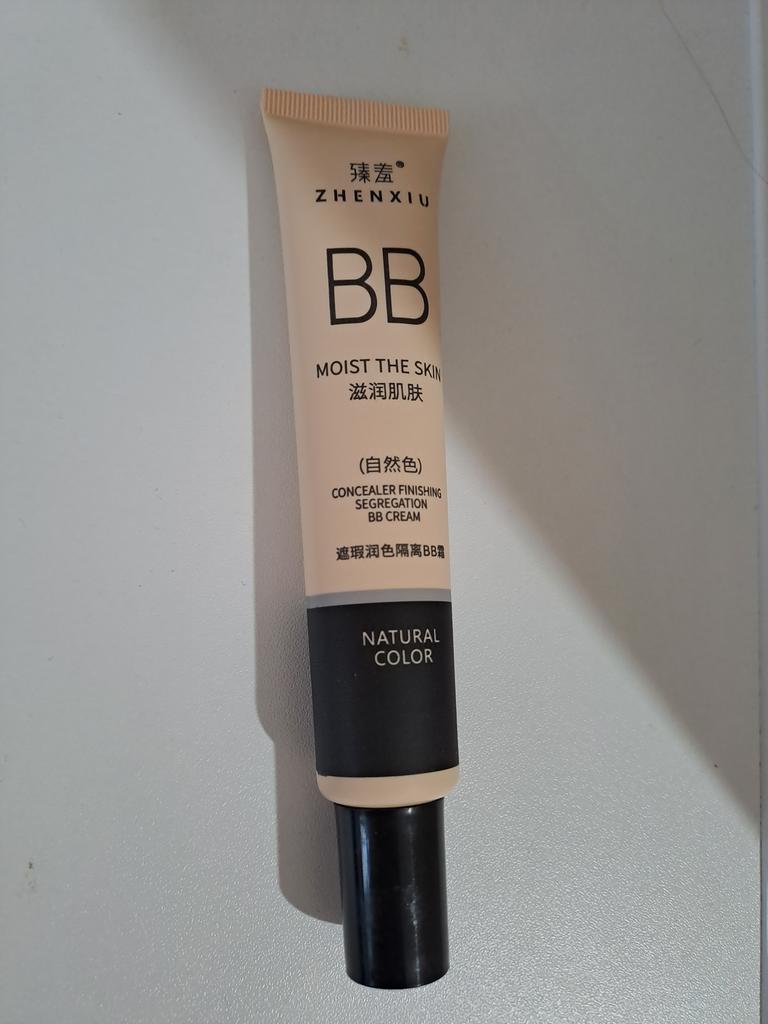 臻羞®
ZHENXIU
BB
MOIST THE SKIN
滋润肌肤
(自然色)
CONCEALER FINISHING
SEGREGATION
BB CREAM
遮瑕润色隔离BB霜
NATURAL
COLOR